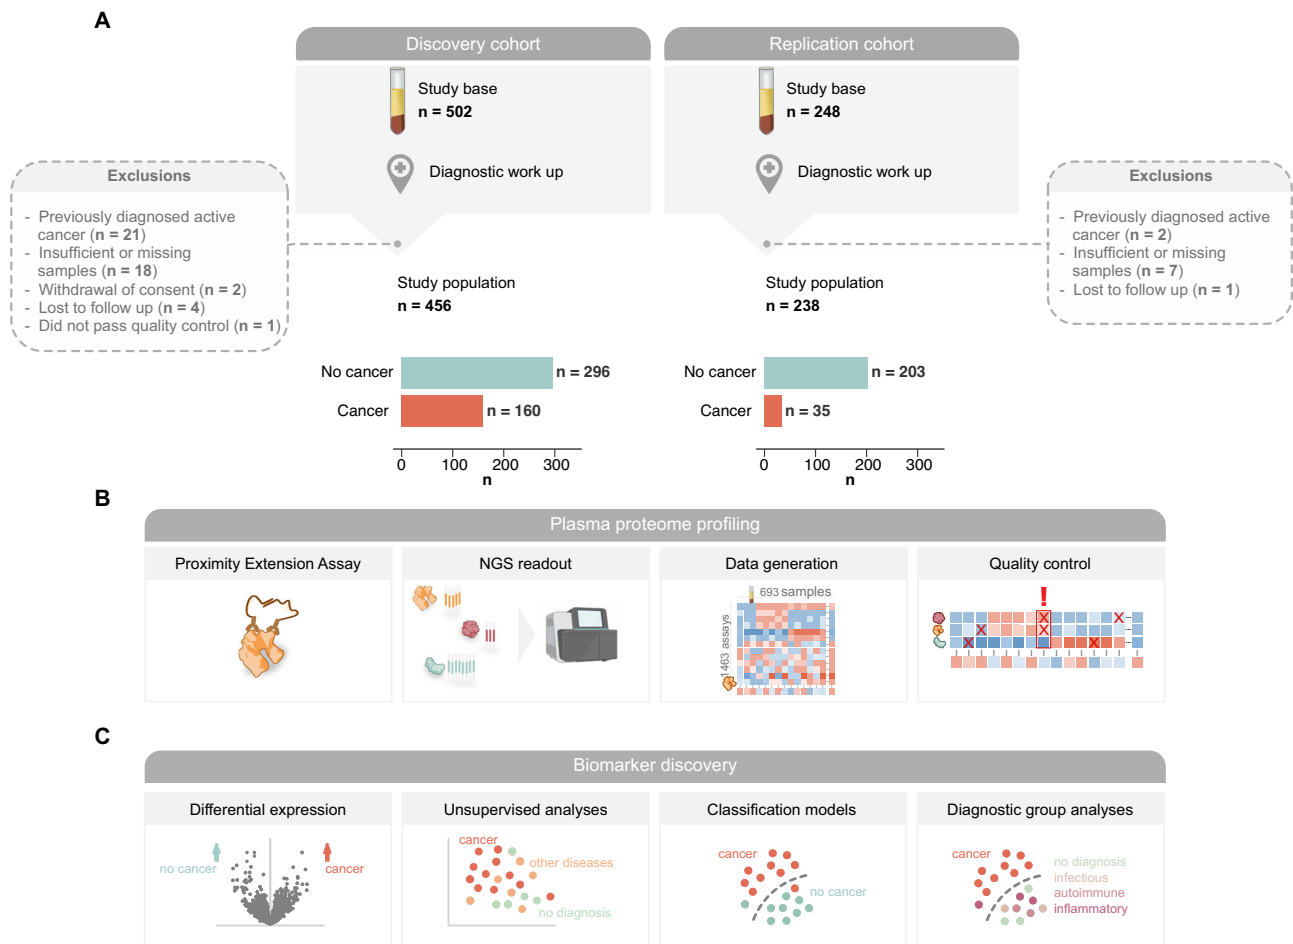 A
Discovery cohort
Study base
n = 502
Diagnostic work up
Exclusions
- Previously diagnosed active
cancer (n = 21)
- Insufficient or missing
samples (n = 18)
- Withdrawal of consent (n = 2)
- Lost to follow up (n = 4)
- Did not pass quality control (n = 1)
Study population
n = 456
No cancer
n = 296
Cancer
n = 160
0 100 200 300
n
Replication cohort
Study base
n = 248
Diagnostic work up
Exclusions
- Previously diagnosed active
cancer (n = 2)
- Insufficient or missing
samples (n = 7)
- Lost to follow up (n = 1)
Study population
n = 238
No cancer
n = 203
Cancer
n = 35
0 100 200 300
n
B
Plasma proteome profiling
Proximity Extension Assay
NGS readout
Data generation
693 samples
1463 assays
Quality control
!
X X
X X
X X
C
Biomarker discovery
Differential expression
no cancer
cancer
Unsupervised analyses
cancer
other diseases
no diagnosis
Classification models
cancer
no cancer
Diagnostic group analyses
cancer
no diagnosis
infectious
autoimmune
inflammatory